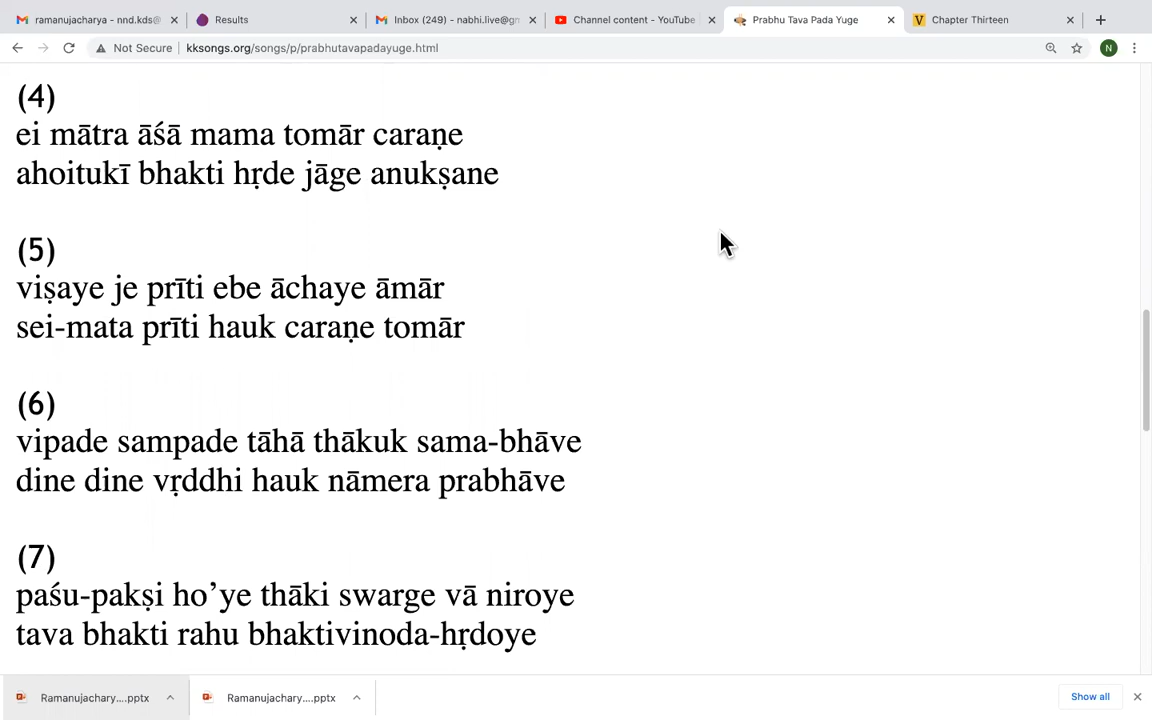 ramanujacharya - nnd.kds@
Results
Inbox (249) - nabhi.live@gn
Channel content - YouTube
Prabhu Tava Pada Yuge
Chapter Thirteen
Not Secure
kksongs.org/songs/p/prabhutavapadayuge.html
N
(4)
ei mātra āśā mama tomār caraṇe
ahoitukī bhakti hṛde jāge anukṣane
(5)
viṣaye je prīti ebe āchaye āmār
sei-mata prīti hauk caraṇe tomār
(6)
vipade sampade tāhā thākuk sama-bhāve
dine dine vṛddhi hauk nāmera prabhāve
(7)
paśu-pakṣi ho’ye thāki swarge vā niroye
tava bhakti rahu bhaktivinoda-hṛdoye
Ramanujachary....pptx
Ramanujachary....pptx
Show all